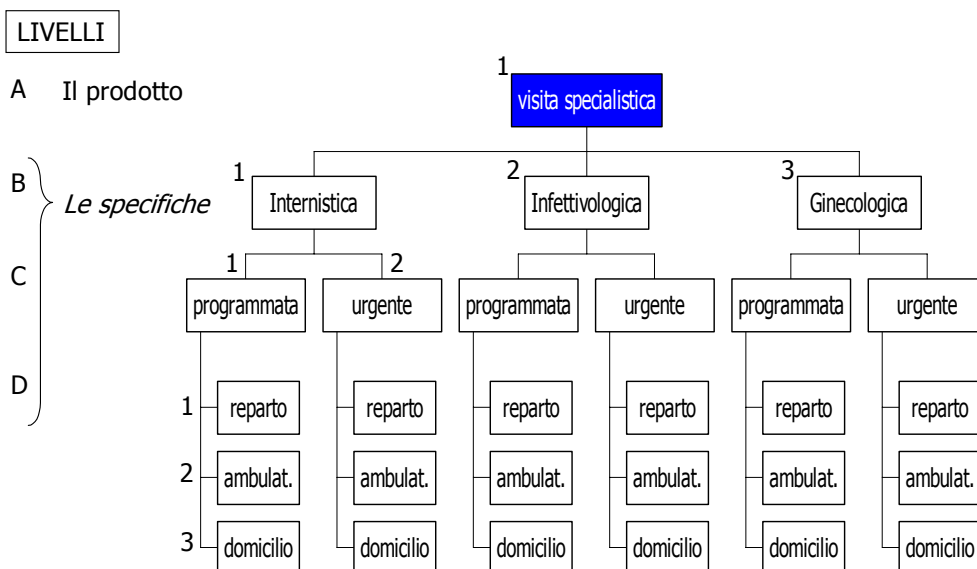 LIVELLI
A Il prodotto
1
visita specialistica
B
Le specifiche
1 2 3
Internistica Infettivologica Ginecologica
C
1 2
programmata urgente programmata urgente programmata urgente
D
1 reparto reparto reparto reparto reparto reparto
2 ambulat. ambulat. ambulat. ambulat. ambulat. ambulat.
3 domicilio domicilio domicilio domicilio domicilio domicilio